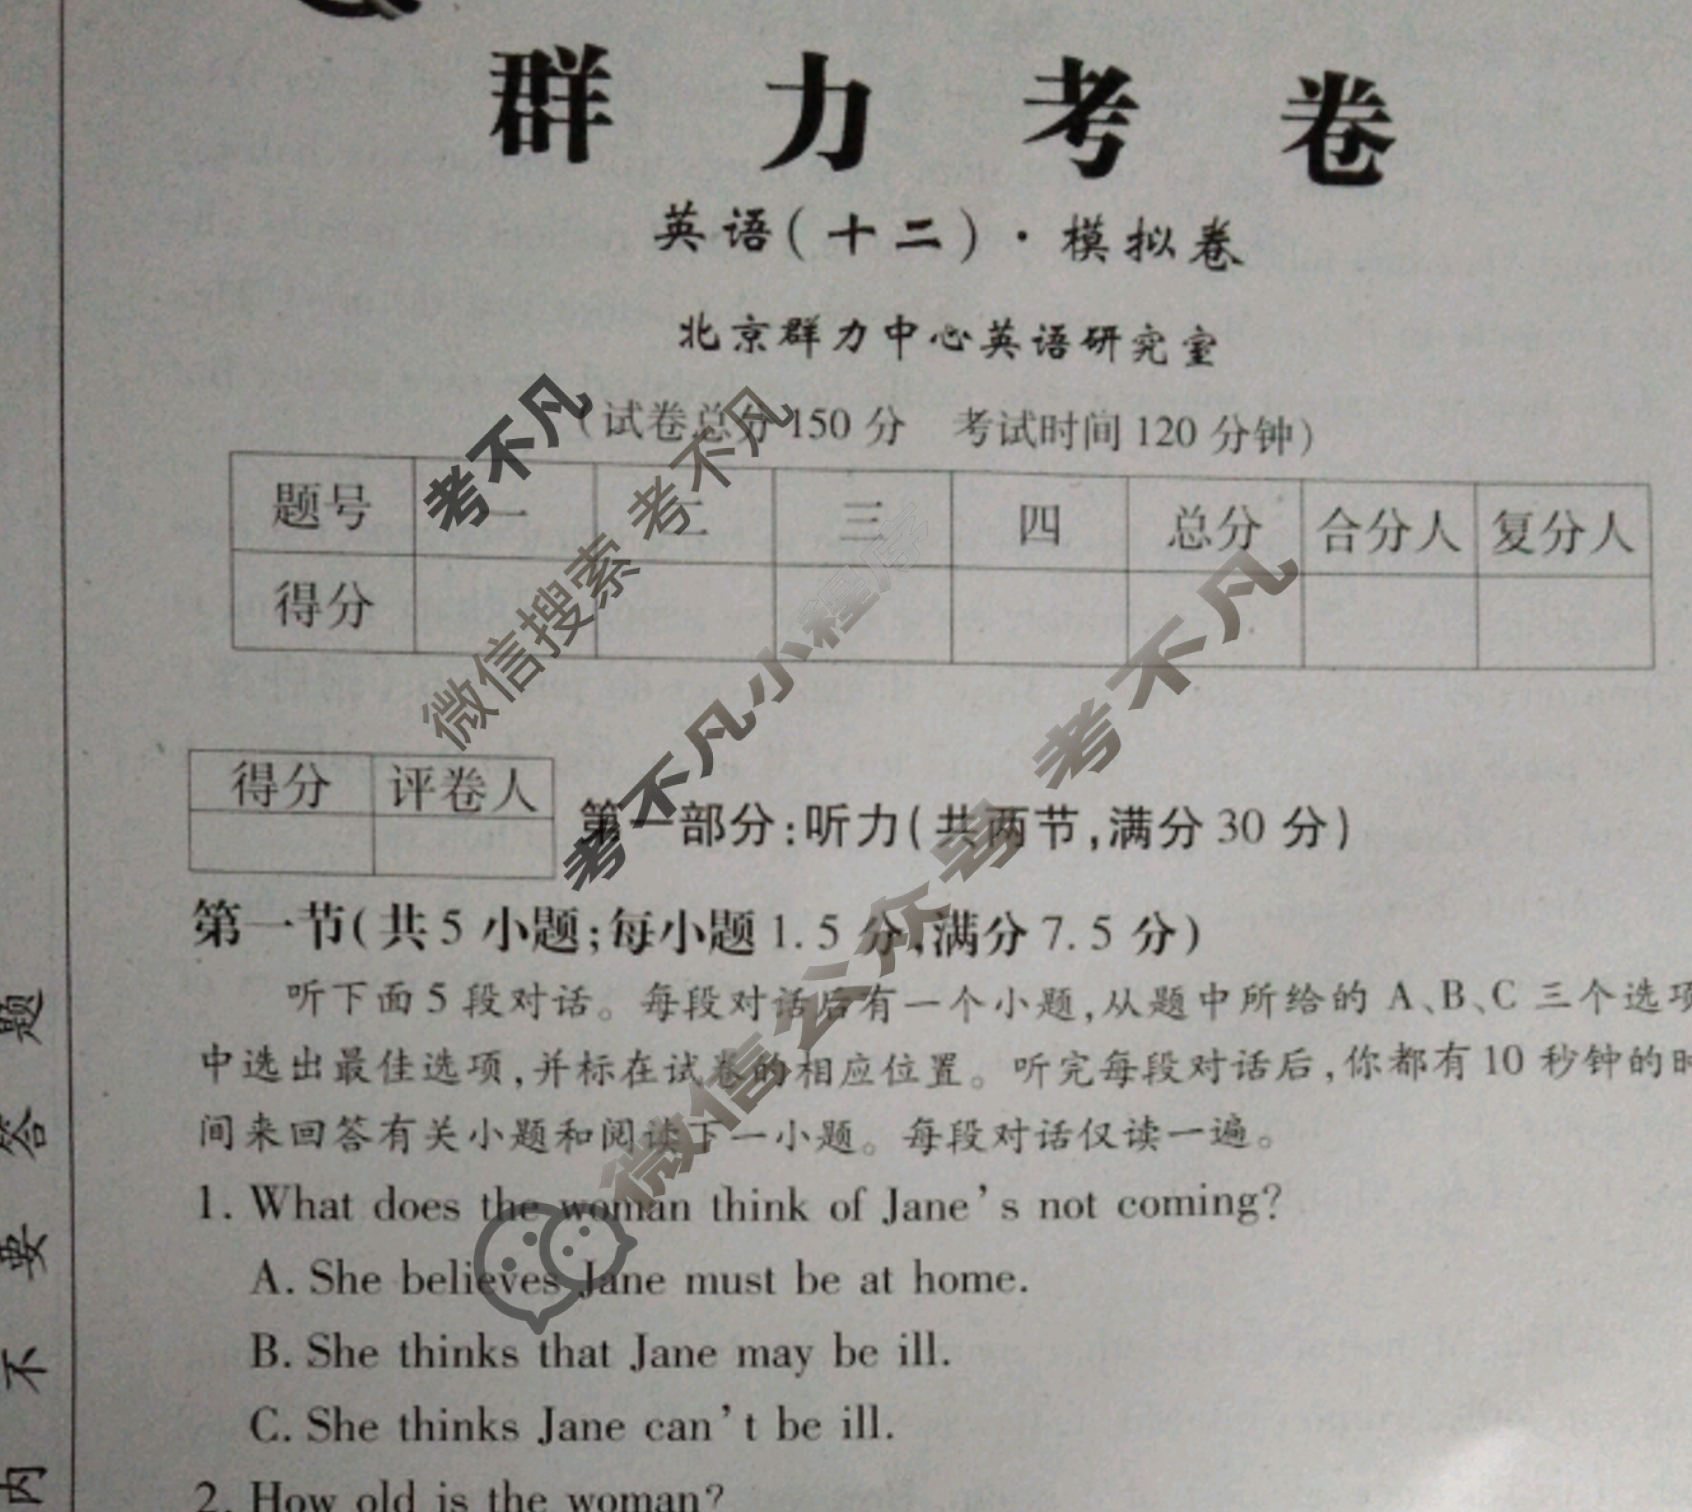 群力考卷
英语(十二)·模拟卷
北京群力中心英语研究室
(试卷总分150分 考试时间120分钟)
题号 一 二 三 四 总分 合分人 复分人
得分
得分 评卷人
第一部分:听力(共两节,满分30分)
第一节(共5小题;每小题1.5分,满分7.5分)
听下面5段对话。每段对话后有一个小题,从题中所给的A、B、C三个选项
中选出最佳选项,并标在试卷的相应位置。听完每段对话后,你都有10秒钟的时
间来回答有关小题和阅读下一小题。每段对话仅读一遍。
1. What does the woman think of Jane's not coming?
A. She believes Jane must be at home.
B. She thinks that Jane may be ill.
C. She thinks Jane can't be ill.
2. How old is the woman?
题
答
要
不
内
考不凡
微信搜索 考不凡
考不凡小程序
微信公众号 考不凡